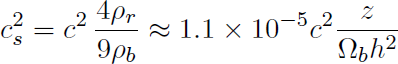 c_s^2 = c^2 \frac{4\rho_r}{9\rho_b} \approx 1.1 \times 10^{-5} c^2 \frac{z}{\Omega_b h^2}